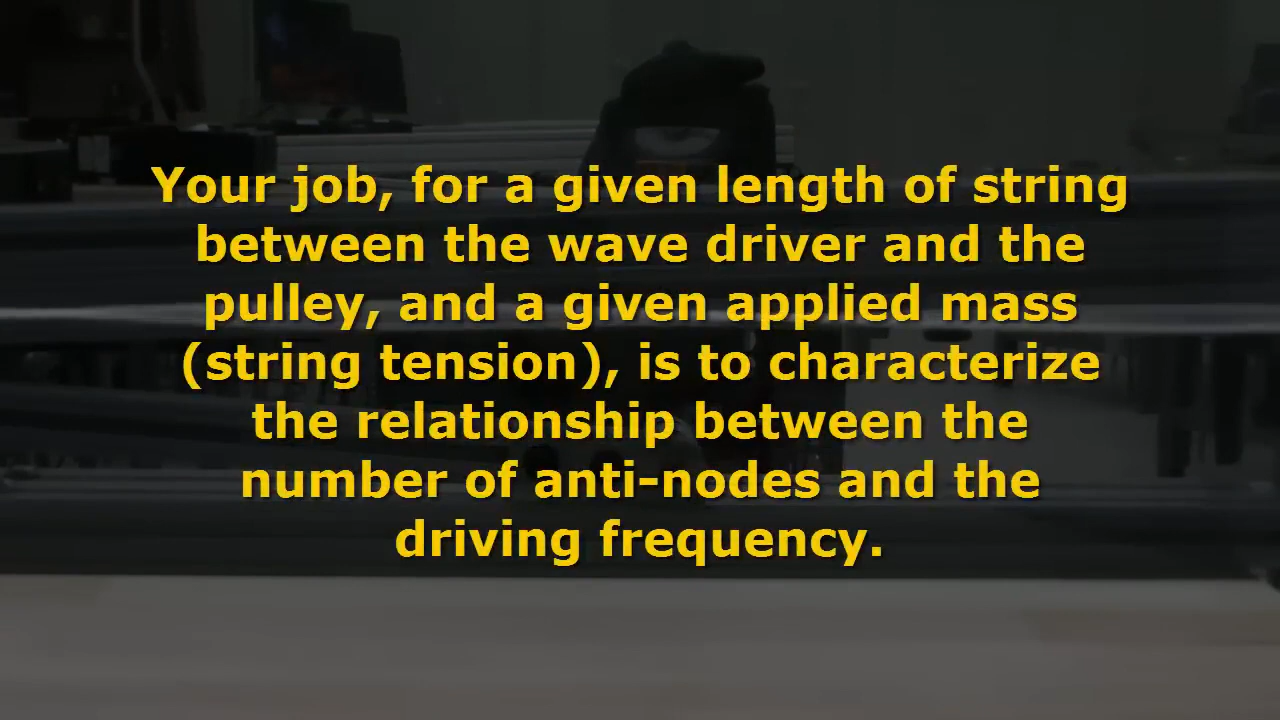 Your job, for a given length of string
between the wave driver and the
pulley, and a given applied mass
(string tension), is to characterize
the relationship between the
number of anti-nodes and the
driving frequency.